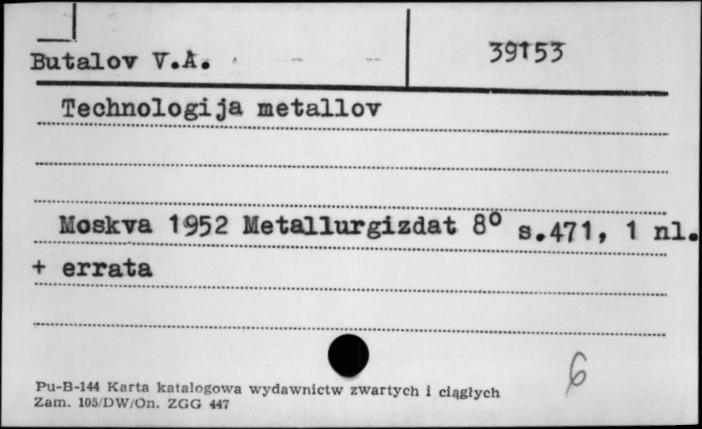 Butalov V.A.
39153
Technologija metallov
Moskva 1952 Metallurgizdat 8° s.471, 1 nl.
+ errata
6
Pu-B-144 Karta katalogowa wydawnictw zwartych i ciągłych
Zam. 105/DW/On. ZGG 447